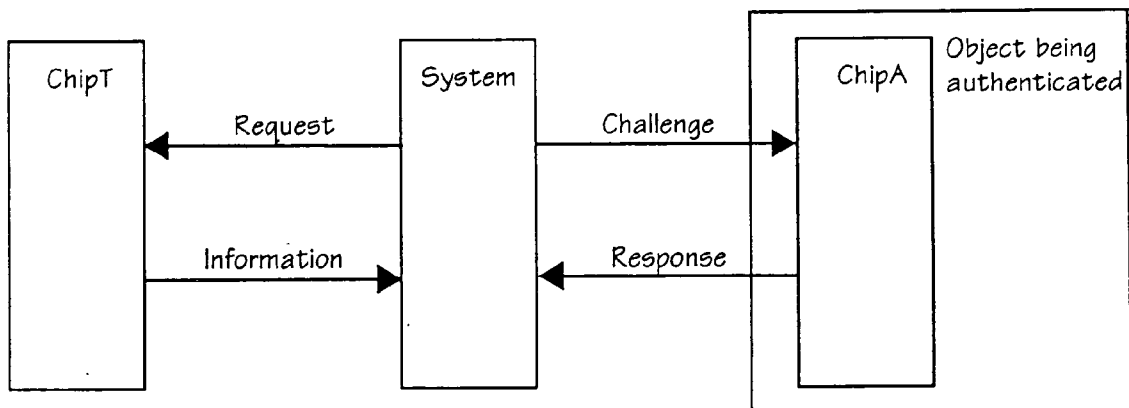 ChipT
System
ChipA
Object being
authenticated
Request
Challenge
Information
Response